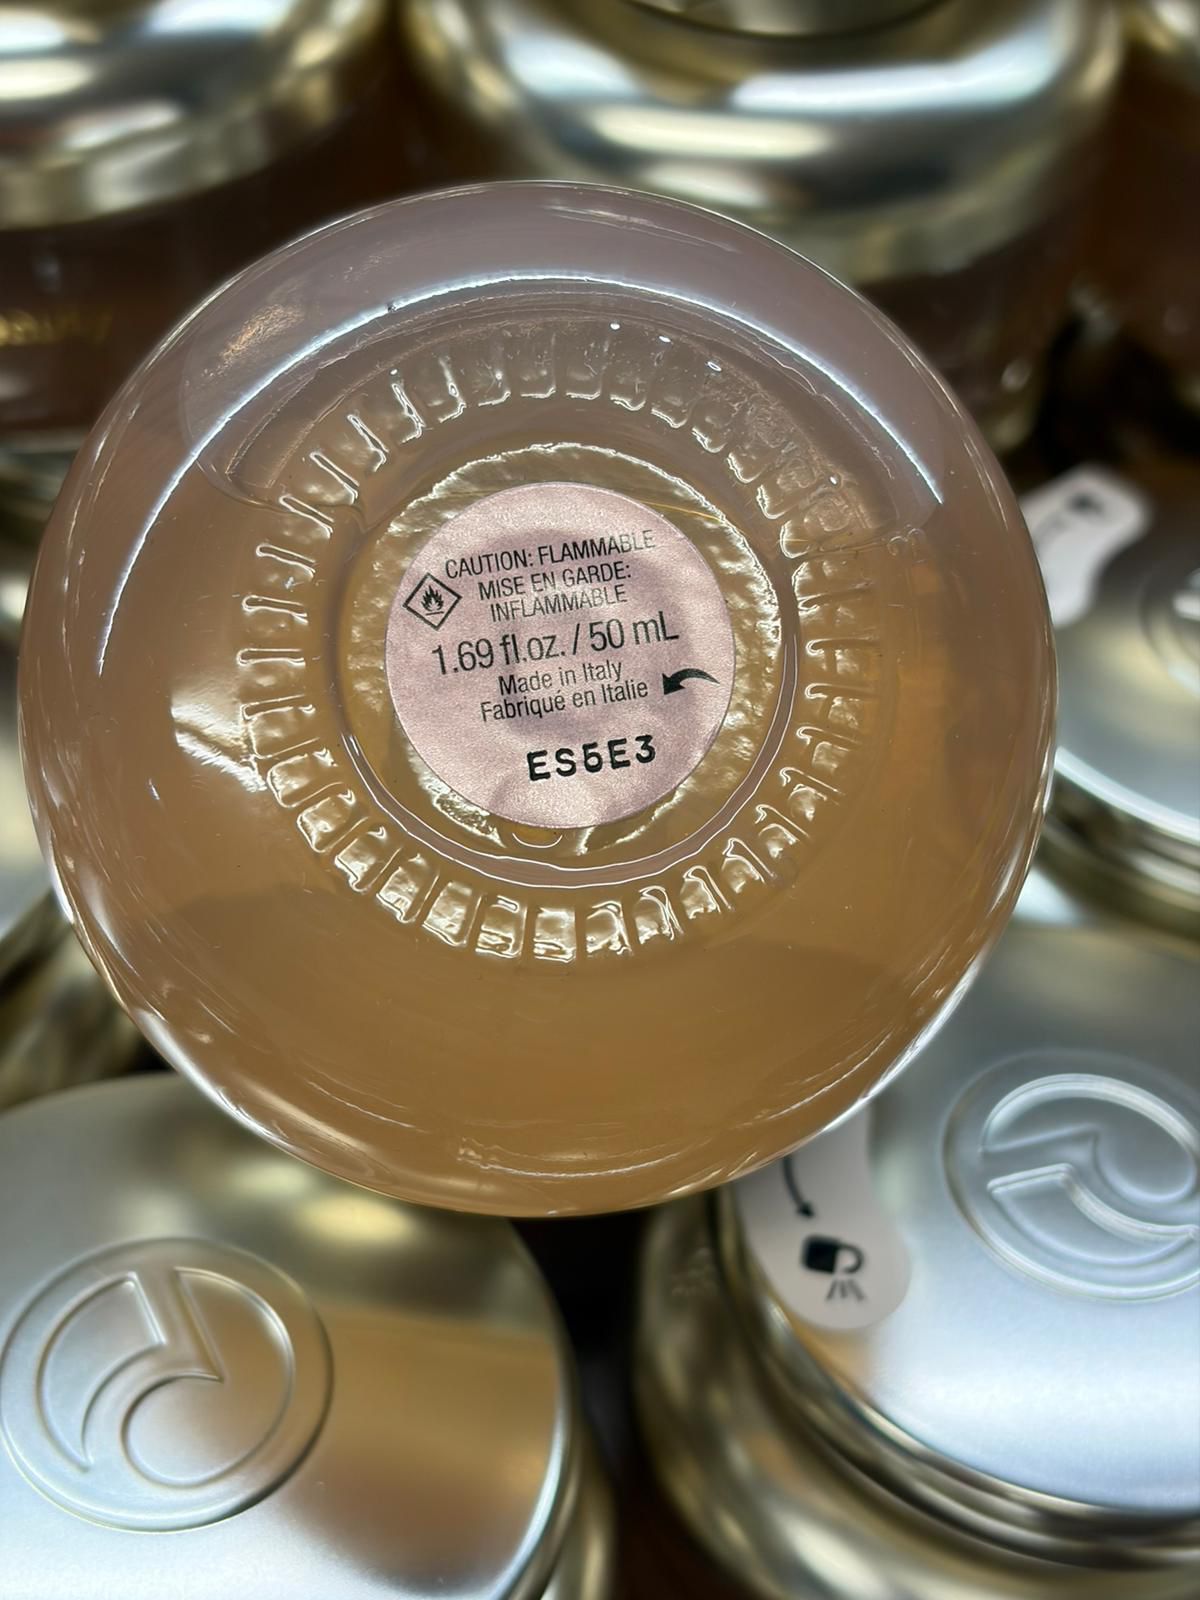 CAUTION: FLAMMABLE
MISE EN GARDE:
INFLAMMABLE
1.69 fl.oz. / 50 mL
Made in Italy
Fabriqué en Italie
ES5E3